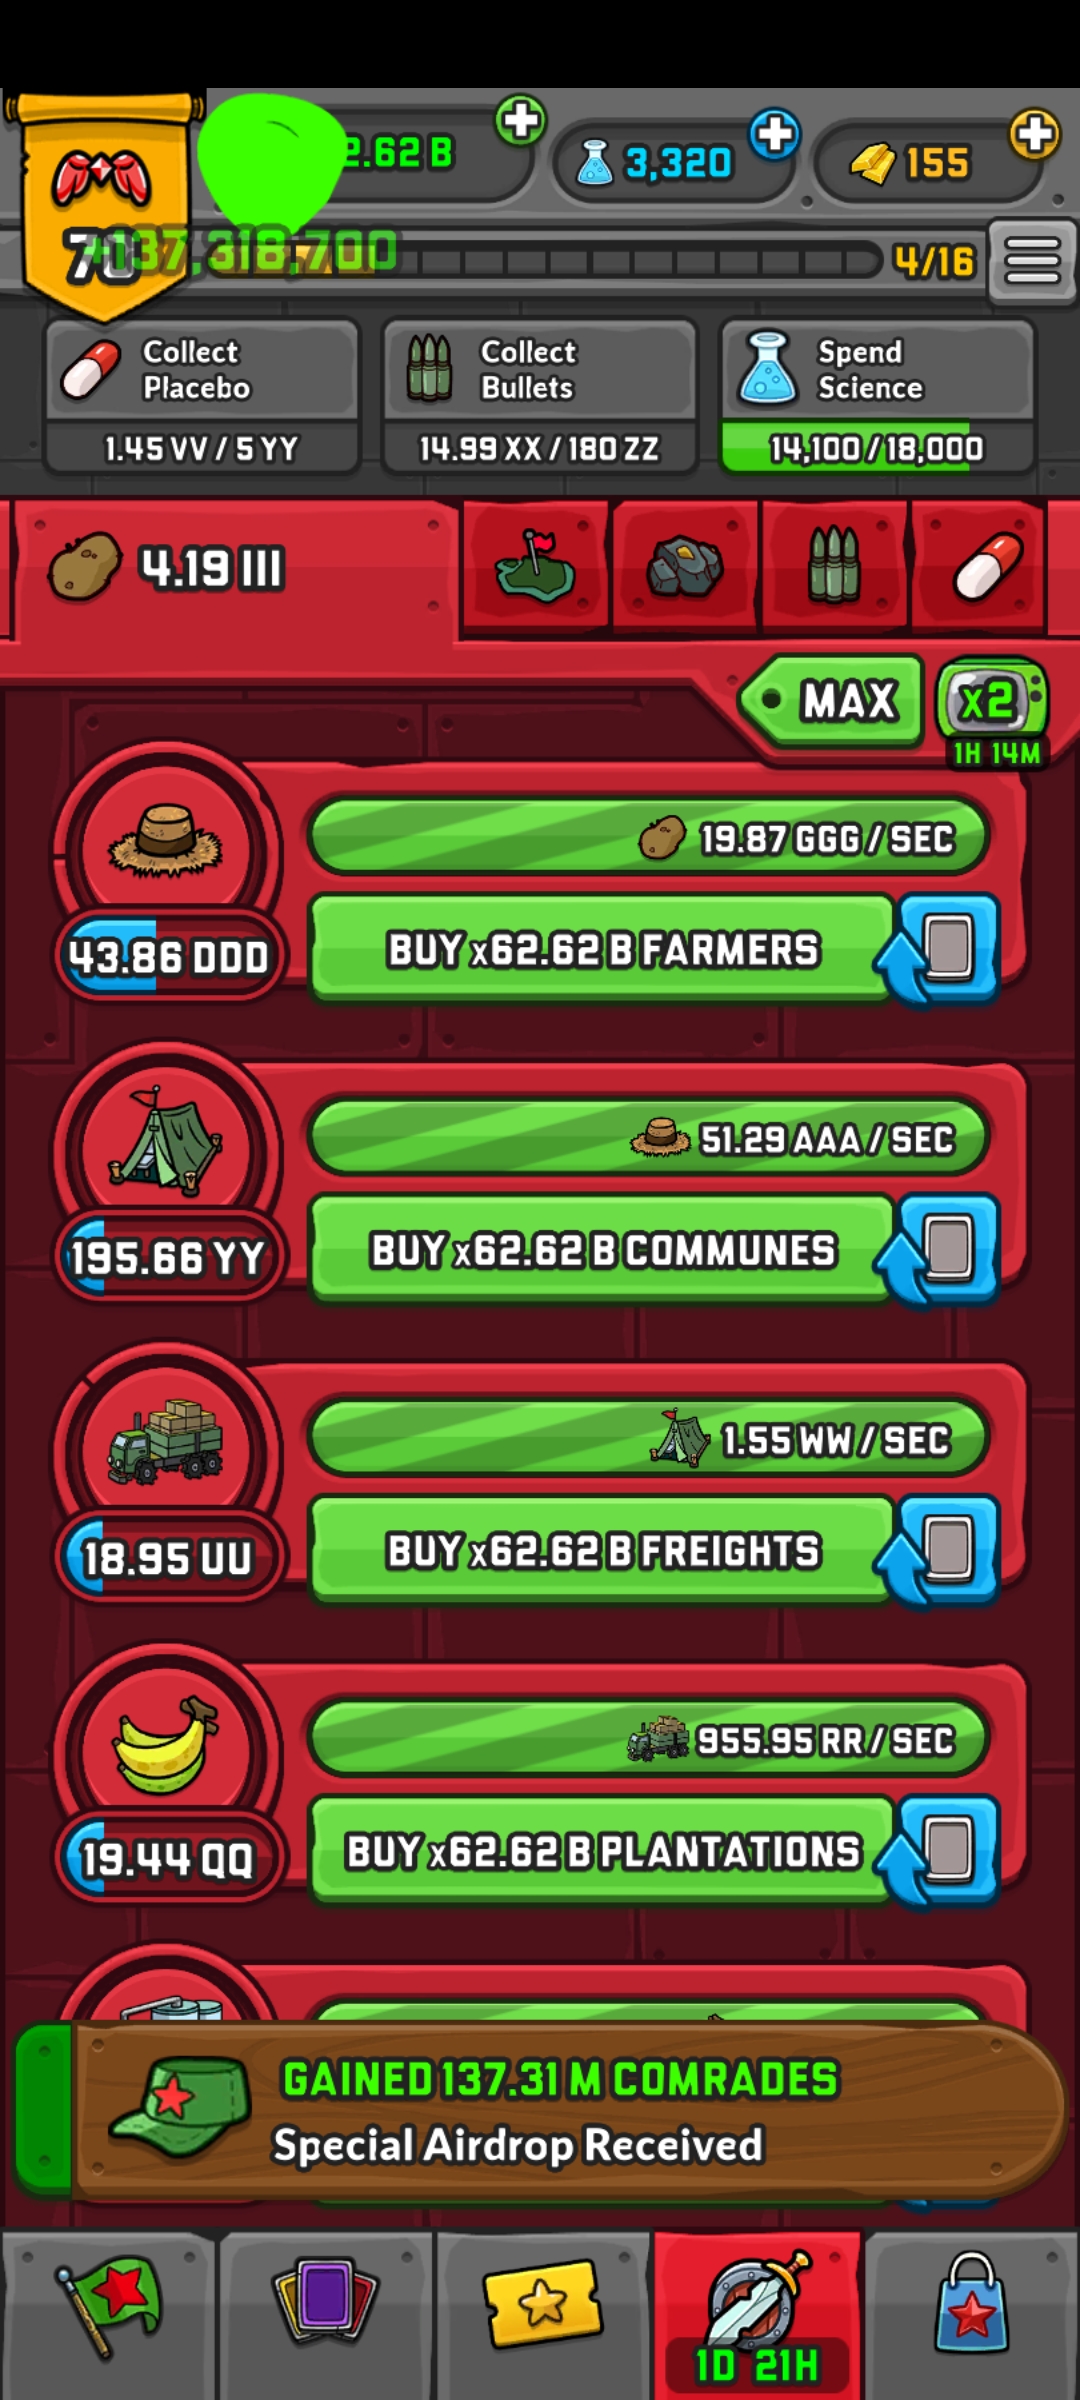 2.62 B
3,320
155
+137,318,700
4/16
Collect
Placebo
1.45 VV / 5 YY
Collect
Bullets
14.99 XX / 180 ZZ
Spend
Science
14,100 / 18,000
4.19 III
MAX
x2
1H 14M
19.87 GGG / SEC
43.86 DDD
BUY x62.62 B FARMERS
51.29 AAA / SEC
195.66 YY
BUY x62.62 B COMMUNES
1.55 WW / SEC
18.95 UU
BUY x62.62 B FREIGHTS
955.95 RR / SEC
19.44 QQ
BUY x62.62 B PLANTATIONS
GAINED 137.31 M COMRADES
Special Airdrop Received
1D 21H